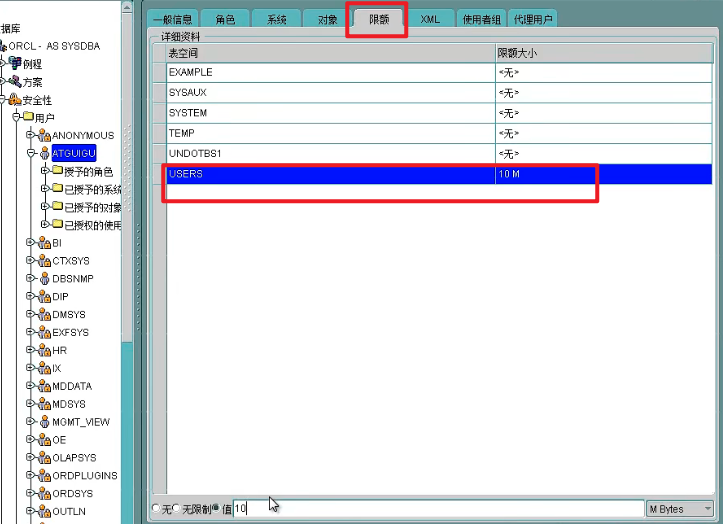 据库
ORCL - AS SYSDBA
例程
方案
安全性
用户
ANONYMOUS
ATGUIGU
授予的角色
已授予的系统
已授予的对象
已授权的使用
BI
CTXSYS
DBSNMP
DIP
DMSYS
EXFSYS
HR
IX
MDDATA
MDSYS
MGMT_VIEW
OE
OLAPSYS
ORDPLUGINS
ORDSYS
OUTLN
一般信息 角色 系统 对象 限额 XML 使用者组 代理用户
详细资料
表空间 限额大小
EXAMPLE <无>
SYSAUX <无>
SYSTEM <无>
TEMP <无>
UNDOTBS1 <无>
USERS 10 M
无 无限制 值 10 M Bytes